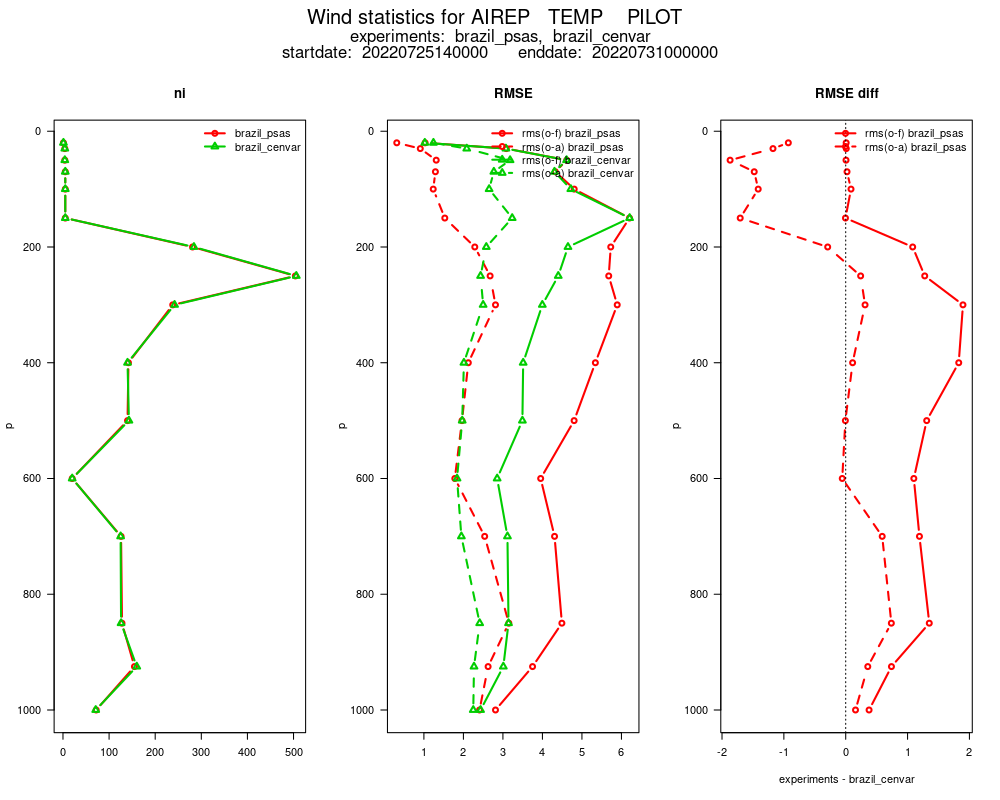 Wind statistics for AIREP   TEMP    PILOT
experiments:  brazil_psas,  brazil_cenvar
startdate:  20220725140000      enddate:  20220731000000
ni
RMSE
RMSE diff
brazil_psas
brazil_cenvar
rms(o-f) brazil_psas
rms(o-a) brazil_psas
rms(o-f) brazil_cenvar
rms(o-a) brazil_cenvar
rms(o-f) brazil_psas
rms(o-a) brazil_psas
p
0
200
400
600
800
1000
0 100 200 300 400 500
p
0
200
400
600
800
1000
1 2 3 4 5 6
p
0
200
400
600
800
1000
-2 -1 0 1 2
experiments - brazil_cenvar